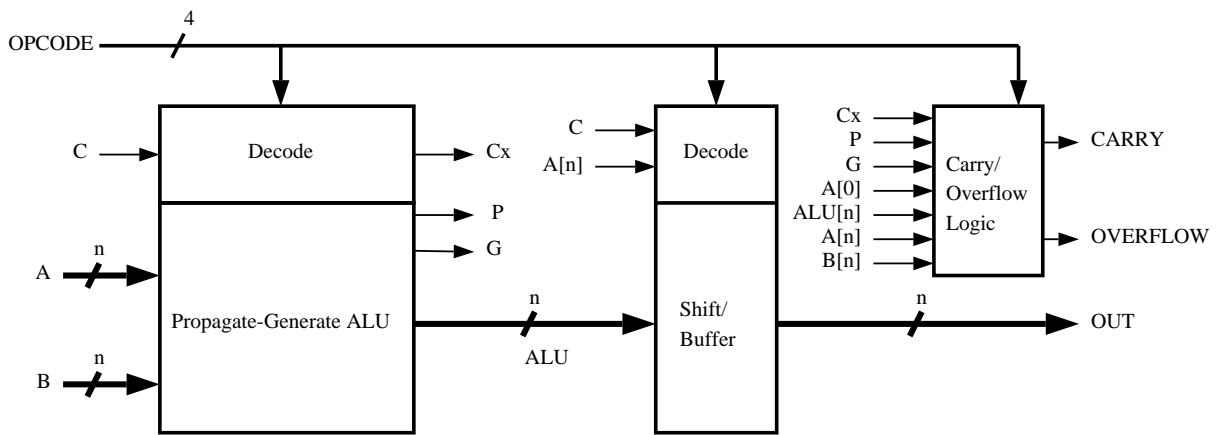 4
OPCODE
C
Decode
Cx
P
G
n
A
Propagate-Generate ALU
n
B
n
ALU
C
A[n]
Decode
Shift/
Buffer
Cx
P
G
A[0]
ALU[n]
A[n]
B[n]
Carry/
Overflow
Logic
CARRY
OVERFLOW
n
OUT